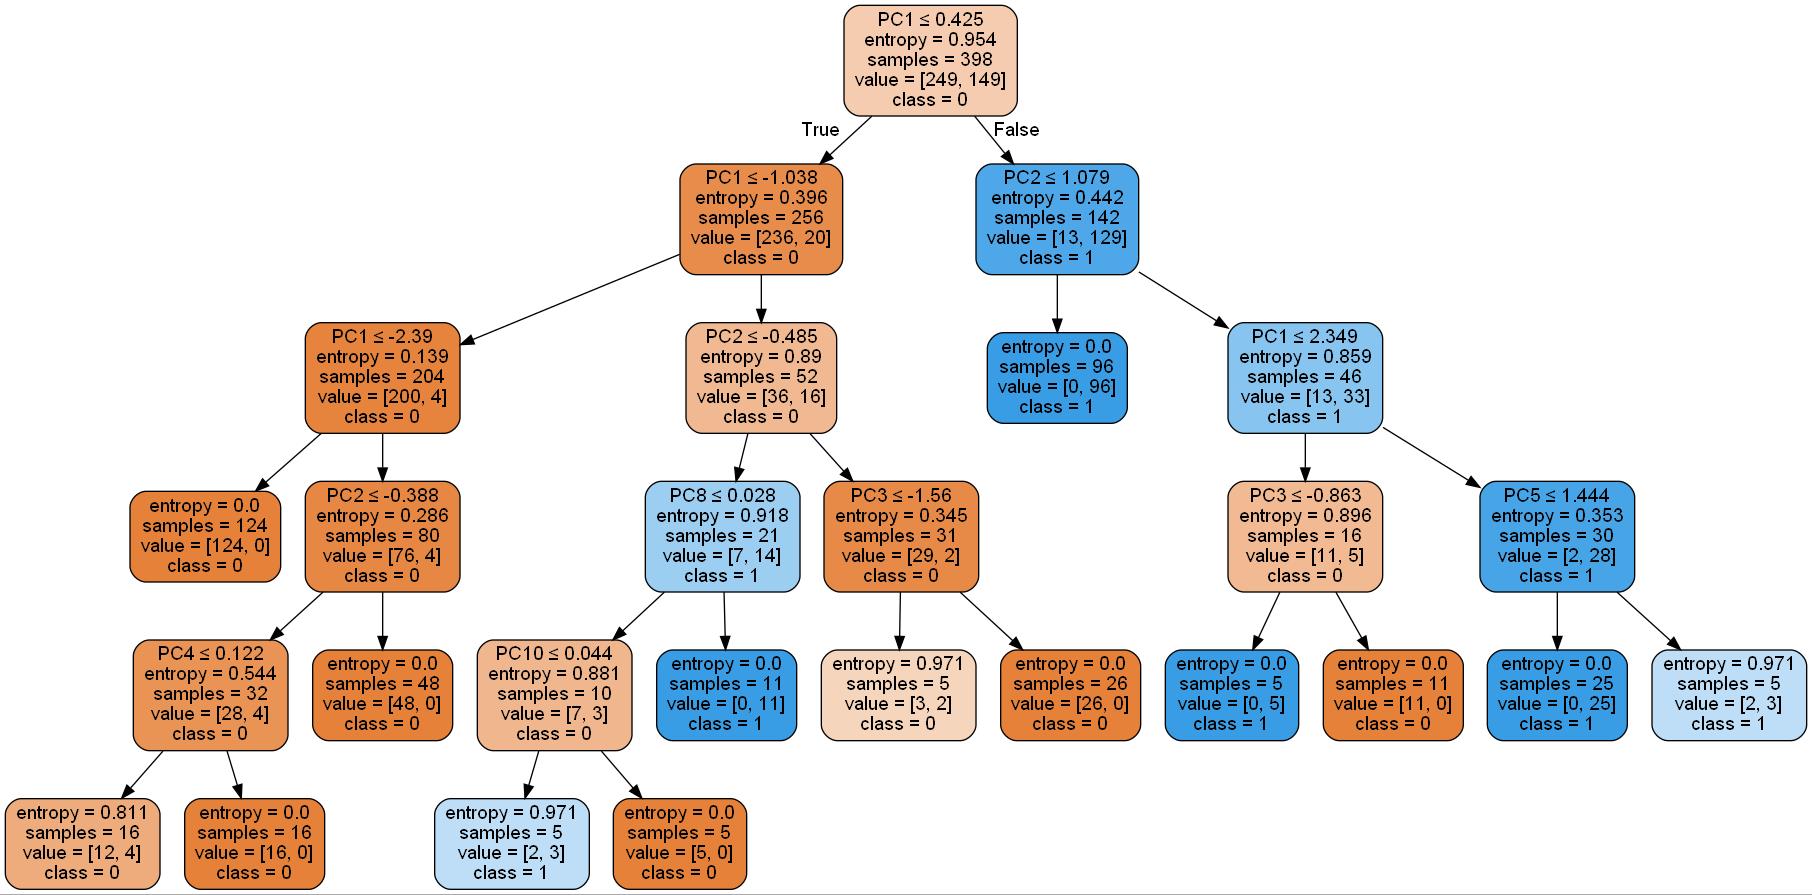 PC1 ≤ 0.425
entropy = 0.954
samples = 398
value = [249, 149]
class = 0
True
False
PC1 ≤ -1.038
entropy = 0.396
samples = 256
value = [236, 20]
class = 0
PC2 ≤ 1.079
entropy = 0.442
samples = 142
value = [13, 129]
class = 1
PC1 ≤ -2.39
entropy = 0.139
samples = 204
value = [200, 4]
class = 0
PC2 ≤ -0.485
entropy = 0.89
samples = 52
value = [36, 16]
class = 0
entropy = 0.0
samples = 96
value = [0, 96]
class = 1
PC1 ≤ 2.349
entropy = 0.859
samples = 46
value = [13, 33]
class = 1
entropy = 0.0
samples = 124
value = [124, 0]
class = 0
PC2 ≤ -0.388
entropy = 0.286
samples = 80
value = [76, 4]
class = 0
PC8 ≤ 0.028
entropy = 0.918
samples = 21
value = [7, 14]
class = 1
PC3 ≤ -1.56
entropy = 0.345
samples = 31
value = [29, 2]
class = 0
PC3 ≤ -0.863
entropy = 0.896
samples = 16
value = [11, 5]
class = 0
PC5 ≤ 1.444
entropy = 0.353
samples = 30
value = [2, 28]
class = 1
PC4 ≤ 0.122
entropy = 0.544
samples = 32
value = [28, 4]
class = 0
entropy = 0.0
samples = 48
value = [48, 0]
class = 0
PC10 ≤ 0.044
entropy = 0.881
samples = 10
value = [7, 3]
class = 0
entropy = 0.0
samples = 11
value = [0, 11]
class = 1
entropy = 0.971
samples = 5
value = [3, 2]
class = 0
entropy = 0.0
samples = 26
value = [26, 0]
class = 0
entropy = 0.0
samples = 5
value = [0, 5]
class = 1
entropy = 0.0
samples = 11
value = [11, 0]
class = 0
entropy = 0.0
samples = 25
value = [0, 25]
class = 1
entropy = 0.971
samples = 5
value = [2, 3]
class = 1
entropy = 0.811
samples = 16
value = [12, 4]
class = 0
entropy = 0.0
samples = 16
value = [16, 0]
class = 0
entropy = 0.971
samples = 5
value = [2, 3]
class = 1
entropy = 0.0
samples = 5
value = [5, 0]
class = 0